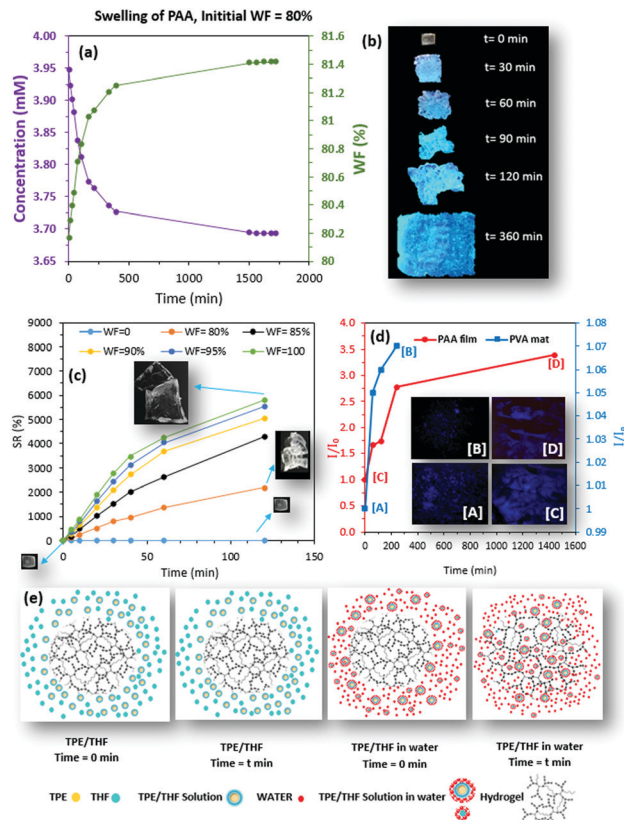 Swelling of PAA, Initital WF = 80%
(a)
Concentration (mM)
4.00
3.95
3.90
3.85
3.80
3.75
3.70
3.65
WF (%)
81.6
81.4
81.2
81
80.8
80.6
80.4
80.2
80
0 500 1000 1500 2000
Time (min)
(b)
t= 0 min
t= 30 min
t= 60 min
t= 90 min
t= 120 min
t= 360 min
(c)
WF=0 WF= 80% WF= 85%
WF=90% WF=95% WF=100
SR (%)
9000
8000
7000
6000
5000
4000
3000
2000
1000
0
0 50 100 150
Time (min)
(d)
PAA film PVA mat
I/I₀
4.0
3.5
3.0
2.5
2.0
1.5
1.0
0.5
0.0
I/I₀
1.08
1.07
1.06
1.05
1.04
1.03
1.02
1.01
1
0.99
[B]
[D]
[C]
[A]
[B] [D]
[A] [C]
0 200 400 600 800 1000 1200 1400 1600
Time (min)
(e)
TPE/THF
Time = 0 min
TPE/THF
Time = t min
TPE/THF in water
Time = 0 min
TPE/THF in water
Time = t min
TPE THF TPE/THF Solution WATER TPE/THF Solution in water Hydrogel